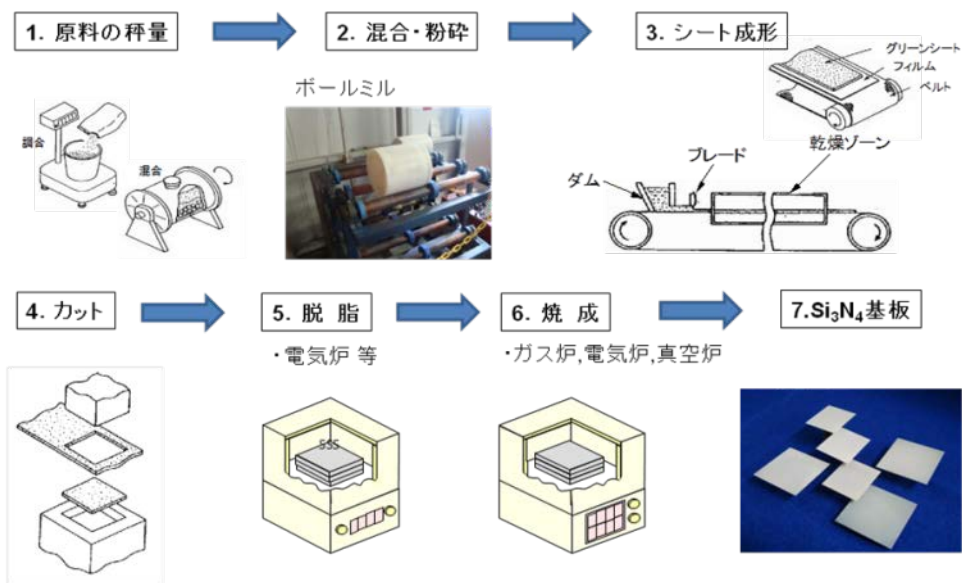 1. 原料の秤量
2. 混合・粉砕
3. シート成形
グリーンシート
フィルム
ベルト
ボールミル
調合
混合
乾燥ゾーン
ブレード
ダム
4. カット
5. 脱 脂
6. 焼 成
7.Si₃N₄基板
・電気炉 等
・ガス炉,電気炉,真空炉
SSS